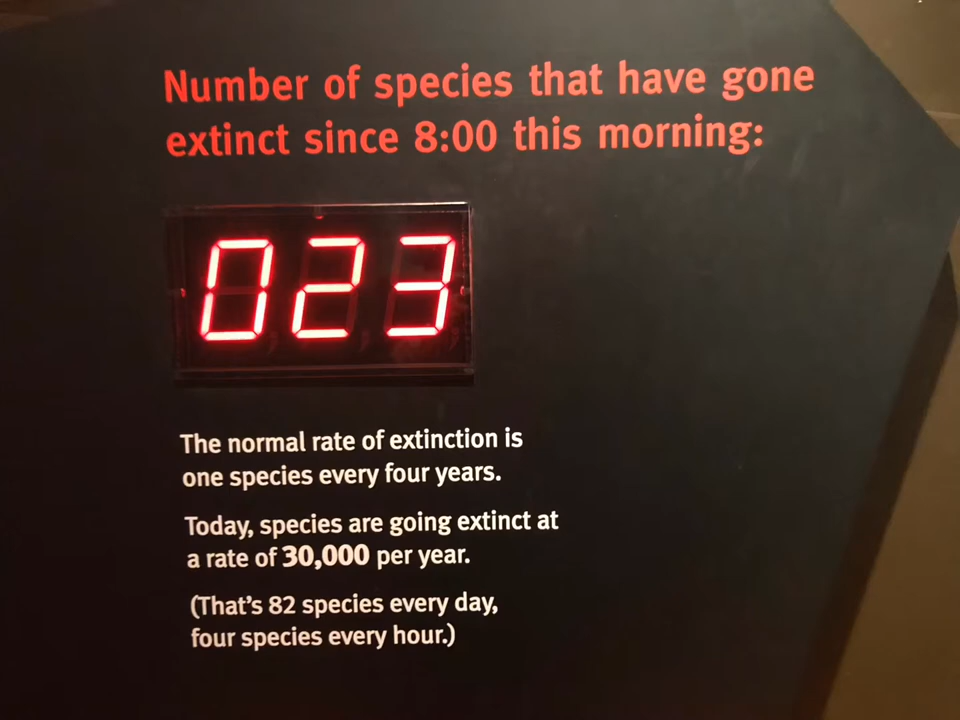 Number of species that have gone
extinct since 8:00 this morning:
023
The normal rate of extinction is
one species every four years.
Today, species are going extinct at
a rate of 30,000 per year.
(That's 82 species every day,
four species every hour.)